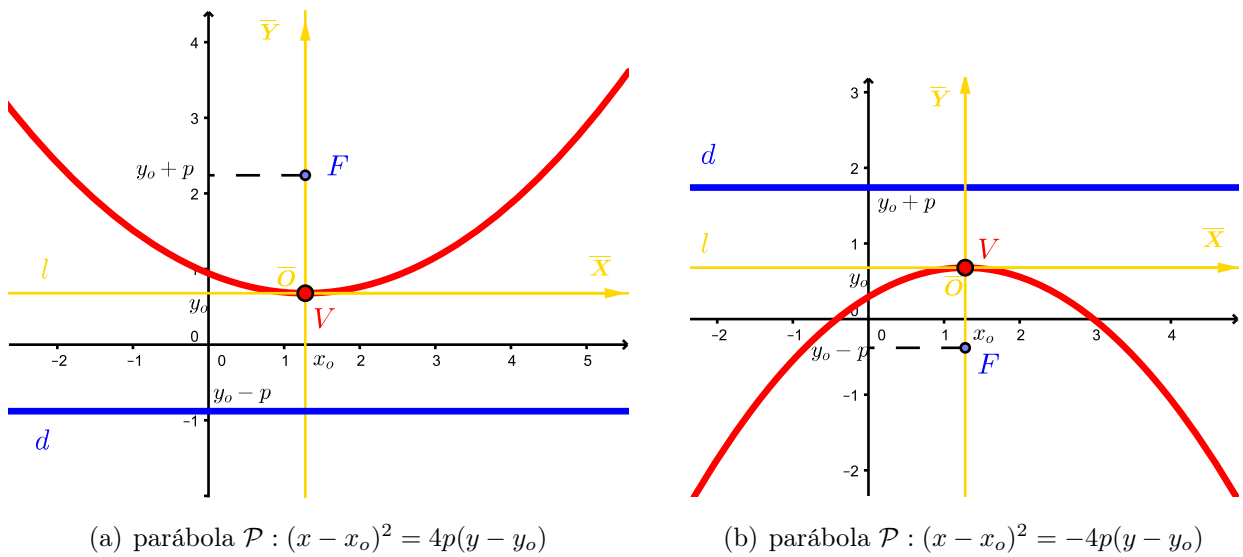 4
Y̅
3
y_o + p
F
2
1
l
O̅
X̅
y_o
V
0
-2
-1
0
1
x_o
2
3
4
5
y_o − p
-1
d
(a) parábola 𝒫 : (x − x_o)² = 4p(y − y_o)
3
Y̅
d
2
y_o + p
1
l
V
X̅
y_o
O̅
0
-2
-1
0
1
x_o
2
3
4
y_o − p
F
-1
-2
(b) parábola 𝒫 : (x − x_o)² = −4p(y − y_o)